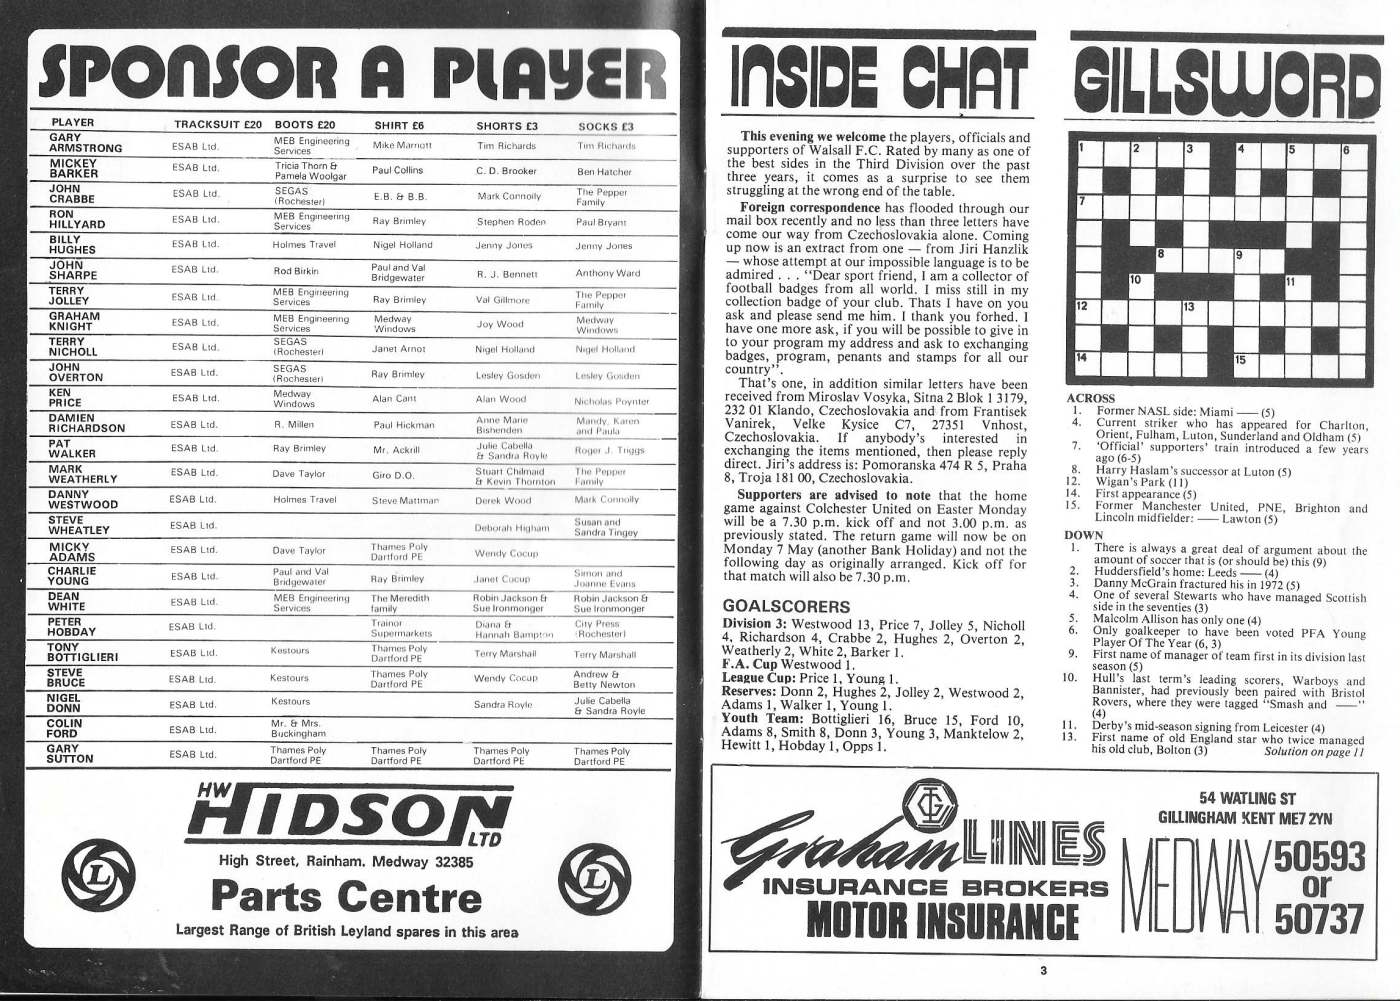 SPONSOR A PLAYER
PLAYER TRACKSUIT £20 BOOTS £20 SHIRT £6 SHORTS £3 SOCKS £3
GARY ARMSTRONG ESAB Ltd. MEB Engineering Services Mike Marriott Tim Richards Tim Richards
MICKEY BARKER ESAB Ltd. Tricia Thorn & Pamela Woolgar Paul Collins C. D. Brooker Ben Hatcher
JOHN CRABBE ESAB Ltd. SEGAS (Rochester) E.B. & B.B. Mark Connolly The Pepper Family
RON HILLYARD ESAB Ltd. MEB Engineering Services Ray Brimley Stephen Roden Paul Bryant
BILLY HUGHES ESAB Ltd. Holmes Travel Nigel Holland Jenny Jones Jenny Jones
JOHN SHARPE ESAB Ltd. Rod Birkin Paul and Val Bridgewater R. J. Bennett Anthony Ward
TERRY JOLLEY ESAB Ltd. MEB Engineering Services Ray Brimley Val Gillmore The Pepper Family
GRAHAM KNIGHT ESAB Ltd. MEB Engineering Services Medway Windows Joy Wood Medway Windows
TERRY NICHOLL ESAB Ltd. SEGAS (Rochester) Janet Arnot Nigel Holland Nigel Holland
JOHN OVERTON ESAB Ltd. SEGAS (Rochester) Ray Brimley Lesley Gosden Lesley Gosden
KEN PRICE ESAB Ltd. Medway Windows Alan Cant Alan Wood Nicholas Poynter
DAMIEN RICHARDSON ESAB Ltd. R. Millen Paul Hickman Anne Marie Bishenden Mandy, Karen and Paula
PAT WALKER ESAB Ltd. Ray Brimley Mr. Ackrill Julie Cabella & Sandra Royle Roger J. Triggs
MARK WEATHERLY ESAB Ltd. Dave Taylor Giro D.O. Stuart Chilmaid & Kevin Thornton The Pepper Family
DANNY WESTWOOD ESAB Ltd. Holmes Travel Steve Mattman Derek Wood Mark Connolly
STEVE WHEATLEY ESAB Ltd. Deborah Higham Susan and Sandra Tingey
MICKY ADAMS ESAB Ltd. Dave Taylor Thames Poly Dartford PE Wendy Cocup
CHARLIE YOUNG ESAB Ltd. Paul and Val Bridgewater Ray Brimley Janet Cocup Simon and Joanne Evans
DEAN WHITE ESAB Ltd. MEB Engineering Services The Meredith family Robin Jackson & Sue Ironmonger Robin Jackson & Sue Ironmonger
PETER HOBDAY ESAB Ltd. Trainor Supermarkets Diana & Hannah Bampton City Press (Rochester)
TONY BOTTIGLIERI ESAB Ltd. Kestours Thames Poly Dartford PE Terry Marshall Terry Marshall
STEVE BRUCE ESAB Ltd. Kestours Thames Poly Dartford PE Wendy Cocup Andrew & Betty Newton
NIGEL DONN ESAB Ltd. Kestours Sandra Royle Julie Cabella & Sandra Royle
COLIN FORD ESAB Ltd. Mr. & Mrs. Buckingham
GARY SUTTON ESAB Ltd. Thames Poly Dartford PE Thames Poly Dartford PE Thames Poly Dartford PE Thames Poly Dartford PE
HW HIDSON LTD
High Street, Rainham. Medway 32385
L
L
Parts Centre
Largest Range of British Leyland spares in this area
INSIDE CHAT
This evening we welcome the players, officials and
supporters of Walsall F.C. Rated by many as one of
the best sides in the Third Division over the past
three years, it comes as a surprise to see them
struggling at the wrong end of the table.
Foreign correspondence has flooded through our
mail box recently and no less than three letters have
come our way from Czechoslovakia alone. Coming
up now is an extract from one — from Jiri Hanzlik
— whose attempt at our impossible language is to be
admired . . . "Dear sport friend, I am a collector of
football badges from all world. I miss still in my
collection badge of your club. Thats I have on you
ask and please send me him. I thank you forhed. I
have one more ask, if you will be possible to give in
to your program my address and ask to exchanging
badges, program, penants and stamps for all our
country".
That's one, in addition similar letters have been
received from Miroslav Vosyka, Sitna 2 Blok 1 3179,
232 01 Klando, Czechoslovakia and from Frantisek
Vanirek, Velke Kysice C7, 27351 Vnhost,
Czechoslovakia. If anybody's interested in
exchanging the items mentioned, then please reply
direct. Jiri's address is: Pomoranska 474 R 5, Praha
8, Troja 181 00, Czechoslovakia.
Supporters are advised to note that the home
game against Colchester United on Easter Monday
will be a 7.30 p.m. kick off and not 3.00 p.m. as
previously stated. The return game will now be on
Monday 7 May (another Bank Holiday) and not the
following day as originally arranged. Kick off for
that match will also be 7.30 p.m.
GOALSCORERS
Division 3: Westwood 13, Price 7, Jolley 5, Nicholl
4, Richardson 4, Crabbe 2, Hughes 2, Overton 2,
Weatherly 2, White 2, Barker 1.
F.A. Cup Westwood 1.
League Cup: Price 1, Young 1.
Reserves: Donn 2, Hughes 2, Jolley 2, Westwood 2,
Adams 1, Walker 1, Young 1.
Youth Team: Bottiglieri 16, Bruce 15, Ford 10,
Adams 8, Smith 8, Donn 3, Young 3, Manktelow 2,
Hewitt 1, Hobday 1, Opps 1.
GILLSWORD
1 2 3 4 5 6
7
8 9
10 11
12 13
14 15
ACROSS
1. Former NASL side: Miami —— (5)
4. Current striker who has appeared for Charlton,
Orient, Fulham, Luton, Sunderland and Oldham (5)
7. 'Official' supporters' train introduced a few years
ago (6-5)
8. Harry Haslam's successor at Luton (5)
12. Wigan's Park (11)
14. First appearance (5)
15. Former Manchester United, PNE, Brighton and
Lincoln midfielder: —— Lawton (5)
DOWN
1. There is always a great deal of argument about the
amount of soccer that is (or should be) this (9)
2. Huddersfield's home: Leeds —— (4)
3. Danny McGrain fractured his in 1972 (5)
4. One of several Stewarts who have managed Scottish
side in the seventies (3)
5. Malcolm Allison has only one (4)
6. Only goalkeeper to have been voted PFA Young
Player Of The Year (6, 3)
9. First name of manager of team first in its division last
season (5)
10. Hull's last term's leading scorers, Warboys and
Bannister, had previously been paired with Bristol
Rovers, where they were tagged "Smash and ——"
(4)
11. Derby's mid-season signing from Leicester (4)
13. First name of old England star who twice managed
his old club, Bolton (3) Solution on page 11
Graham LINES
INSURANCE BROKERS
MOTOR INSURANCE
54 WATLING ST
GILLINGHAM KENT ME7 2YN
MEDWAY 50593
or
50737
3